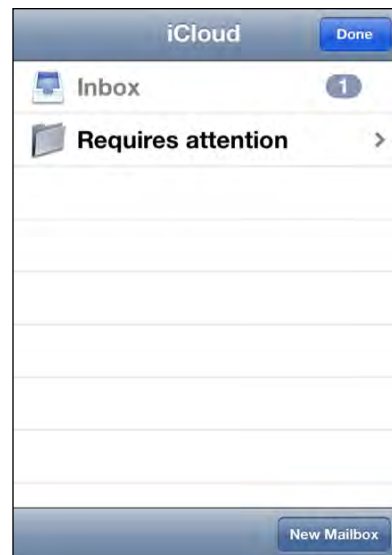 iCloud
Done
Inbox
1
Requires attention
New Mailbox